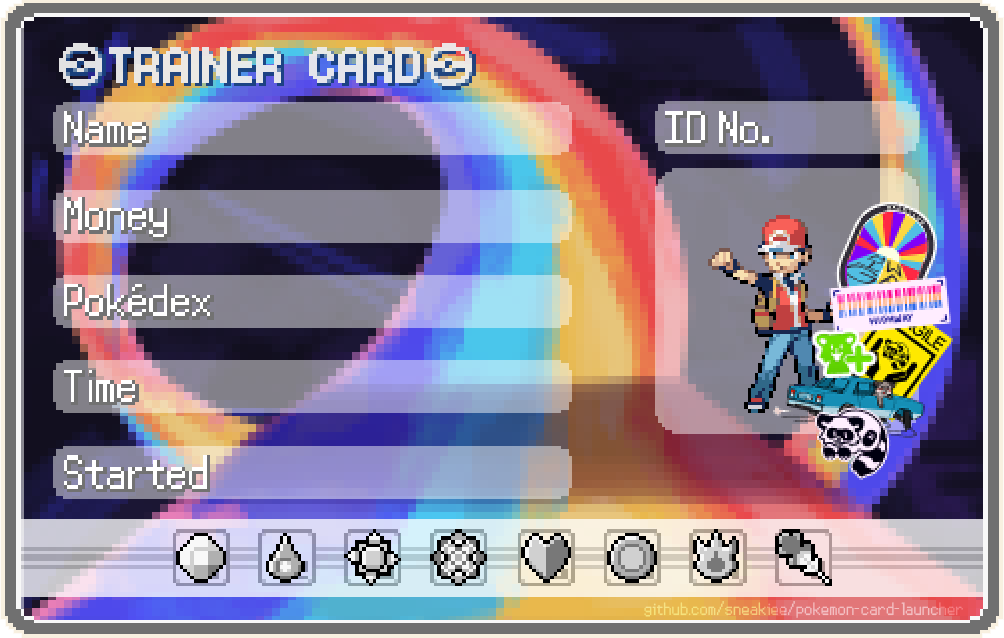 TRAINER CARD
Name
ID No.
Money
Pokédex
Time
Started
github.com/sneakiee/pokemon-card-launcher